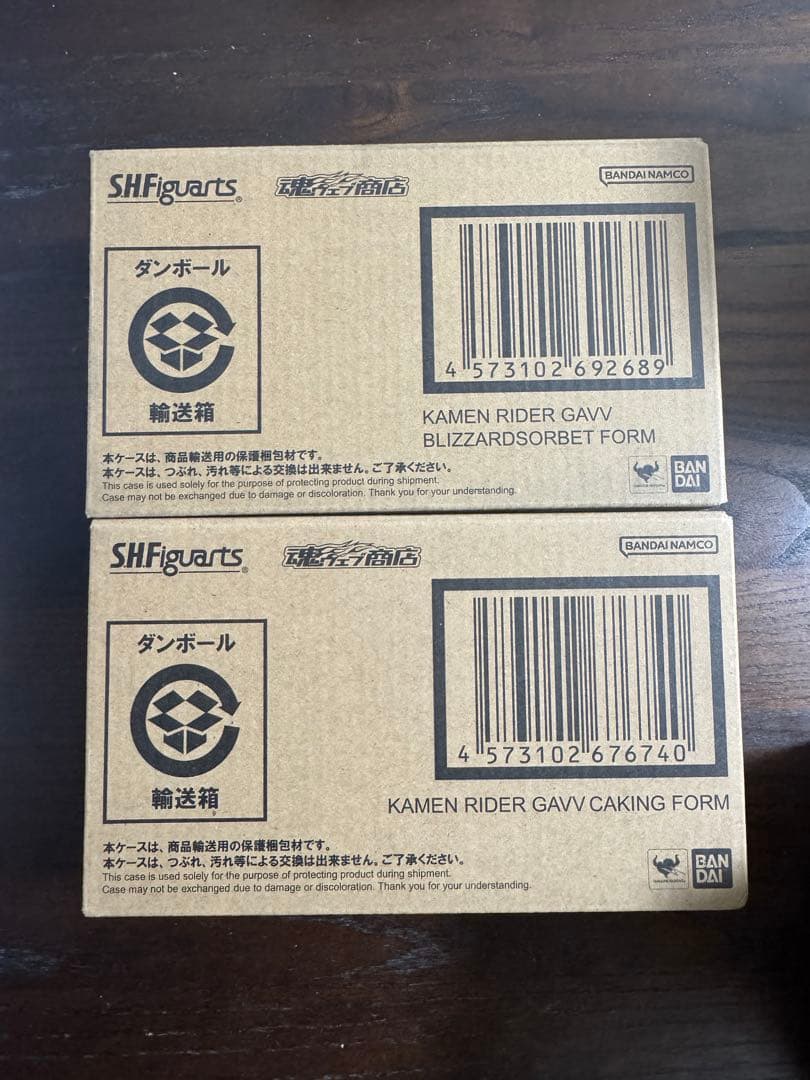 S.H.Figuarts® 魂ウェブ商店 BANDAI NAMCO
ダンボール
輸送箱
4 573102 692689
KAMEN RIDER GAVV
BLIZZARDSORBET FORM
本ケースは、商品輸送用の保護梱包材です。
本ケースは、つぶれ、汚れ等による交換は出来ません。ご了承ください。
This case is used solely for the purpose of protecting product during shipment.
Case may not be exchanged due to damage or discoloration. Thank you for your understanding.
BAN
DAI
S.H.Figuarts® 魂ウェブ商店 BANDAI NAMCO
ダンボール
輸送箱
9
4 573102 676740
KAMEN RIDER GAVV CAKING FORM
本ケースは、商品輸送用の保護梱包材です。
本ケースは、つぶれ、汚れ等による交換は出来ません。ご了承ください。
This case is used solely for the purpose of protecting product during shipment.
Case may not be exchanged due to damage or discoloration. Thank you for your understanding.
BAN
DAI